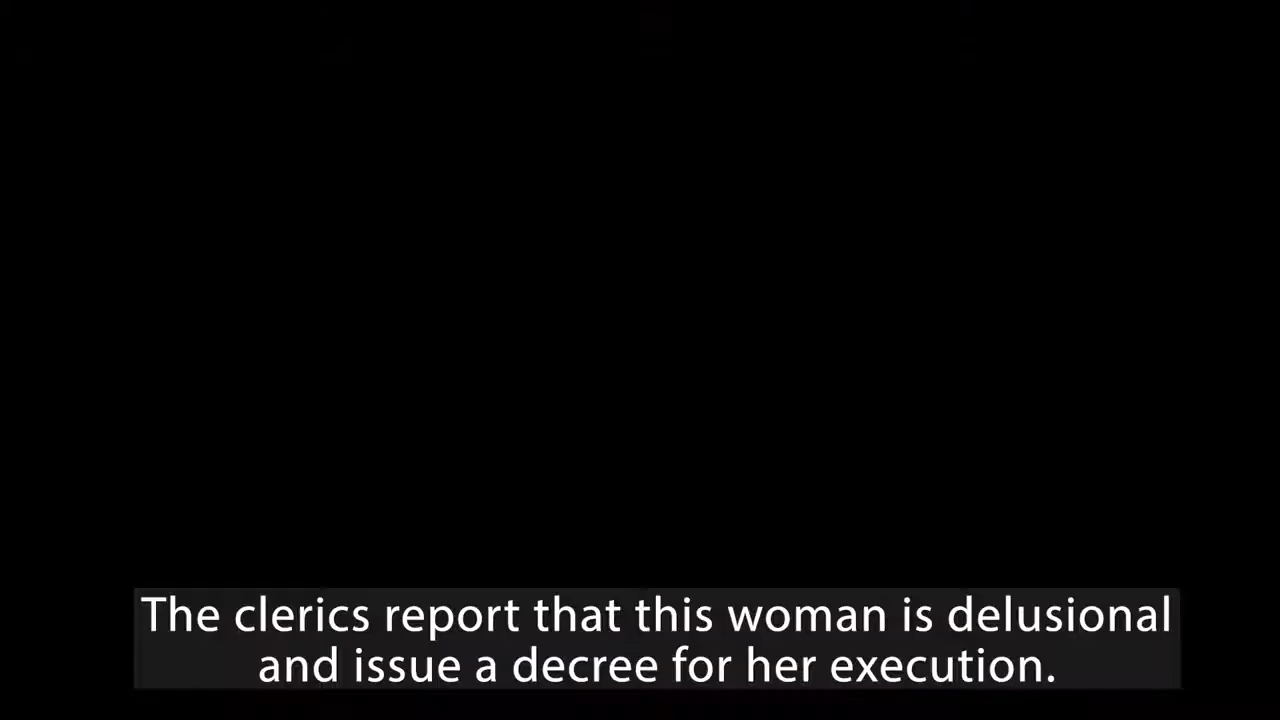 The clerics report that this woman is delusional
and issue a decree for her execution.